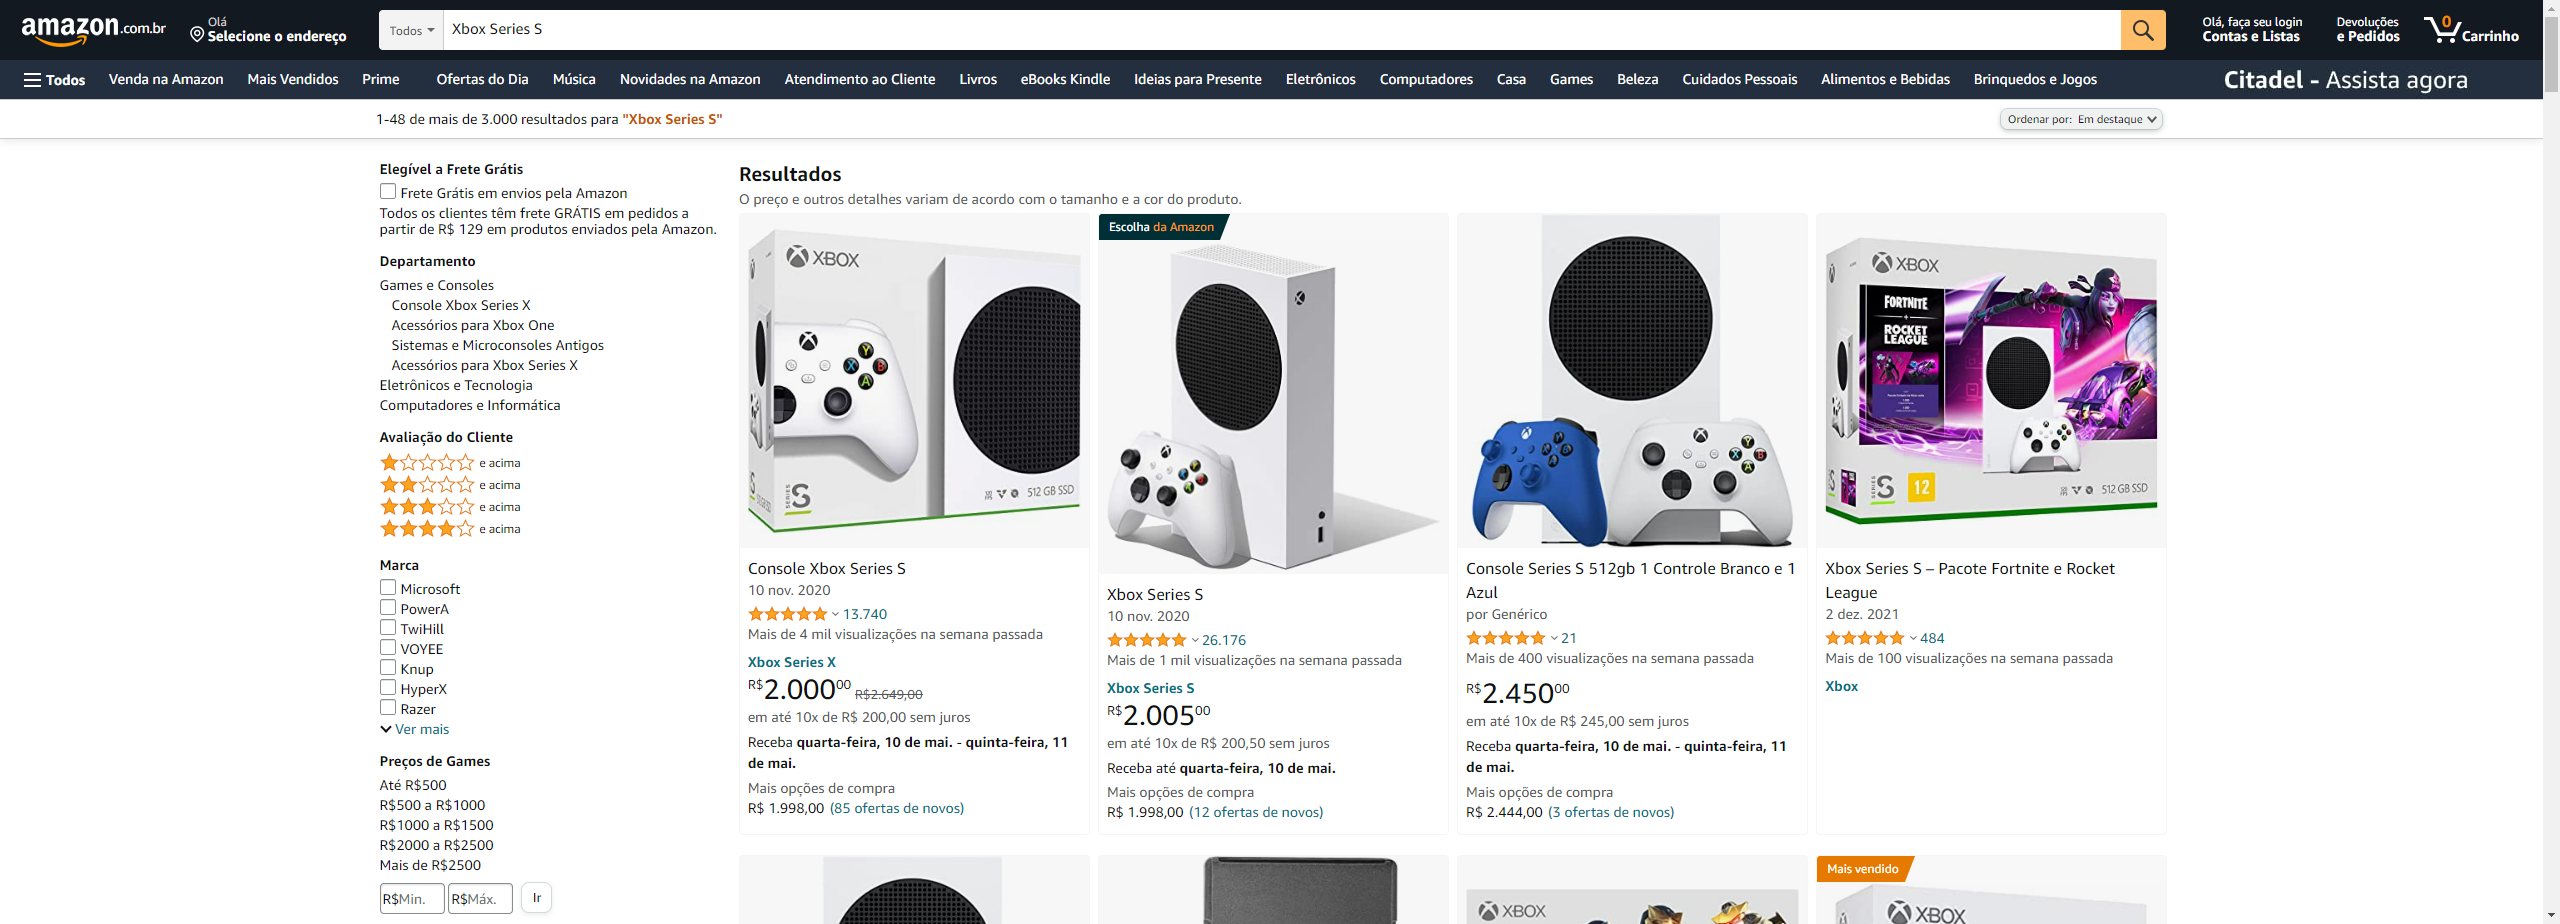 amazon.com.br
Olá
Selecione o endereço
Todos
Xbox Series S
Olá, faça seu login
Contas e Listas
Devoluções
e Pedidos
0
Carrinho
Todos
Venda na Amazon
Mais Vendidos
Prime
Ofertas do Dia
Música
Novidades na Amazon
Atendimento ao Cliente
Livros
eBooks Kindle
Ideias para Presente
Eletrônicos
Computadores
Casa
Games
Beleza
Cuidados Pessoais
Alimentos e Bebidas
Brinquedos e Jogos
Citadel - Assista agora
1-48 de mais de 3.000 resultados para "Xbox Series S"
Ordenar por: Em destaque
Elegível a Frete Grátis
Frete Grátis em envios pela Amazon
Todos os clientes têm frete GRÁTIS em pedidos a
partir de R$ 129 em produtos enviados pela Amazon.
Departamento
Games e Consoles
Console Xbox Series X
Acessórios para Xbox One
Sistemas e Microconsoles Antigos
Acessórios para Xbox Series X
Eletrônicos e Tecnologia
Computadores e Informática
Avaliação do Cliente
e acima
e acima
e acima
e acima
Marca
Microsoft
PowerA
TwiHill
VOYEE
Knup
HyperX
Razer
Ver mais
Preços de Games
Até R$500
R$500 a R$1000
R$1000 a R$1500
R$2000 a R$2500
Mais de R$2500
R$Min.
R$Máx.
Ir
Resultados
O preço e outros detalhes variam de acordo com o tamanho e a cor do produto.
XBOX
Y
X B
A
SERIES S
512 GB SSD
Console Xbox Series S
10 nov. 2020
13.740
Mais de 4 mil visualizações na semana passada
Xbox Series X
R$2.00000 R$2.649,00
em até 10x de R$ 200,00 sem juros
Receba quarta-feira, 10 de mai. - quinta-feira, 11
de mai.
Mais opções de compra
R$ 1.998,00 (85 ofertas de novos)
Escolha da Amazon
Xbox Series S
10 nov. 2020
26.176
Mais de 1 mil visualizações na semana passada
Xbox Series S
R$2.00500
em até 10x de R$ 200,50 sem juros
Receba até quarta-feira, 10 de mai.
Mais opções de compra
R$ 1.998,00 (12 ofertas de novos)
Y
X B
A
Console Series S 512gb 1 Controle Branco e 1
Azul
por Genérico
21
Mais de 400 visualizações na semana passada
R$2.45000
em até 10x de R$ 245,00 sem juros
Receba quarta-feira, 10 de mai. - quinta-feira, 11
de mai.
Mais opções de compra
R$ 2.444,00 (3 ofertas de novos)
XBOX
FORTNITE
+
ROCKET
LEAGUE
SERIES S
12
512 GB SSD
Xbox Series S – Pacote Fortnite e Rocket
League
2 dez. 2021
484
Mais de 100 visualizações na semana passada
Xbox
XBOX
Mais vendido
XBOX